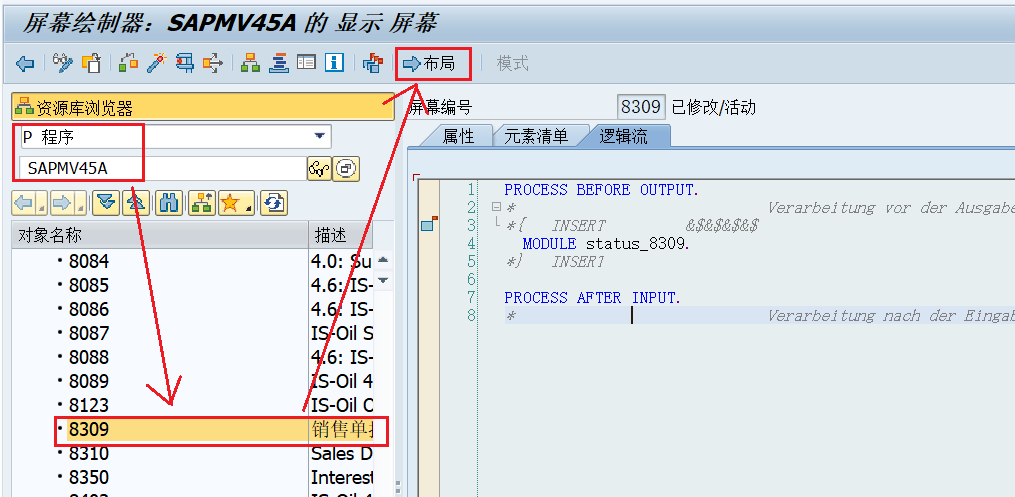 屏幕绘制器：SAPMV45A 的 显示 屏幕
布局 模式
资源库浏览器
P 程序
SAPMV45A
对象名称 描述
8084 4.0: Su
8085 4.6: IS-
8086 4.6: IS-
8087 IS-Oil S
8088 4.6: IS-
8089 IS-Oil 4
8123 IS-Oil O
8309 销售单
8310 Sales D
8350 Interest
屏幕编号 8309 已修改/活动
属性 元素清单 逻辑流
1 PROCESS BEFORE OUTPUT.
2 * Verarbeitung vor der Ausgabe
3 *{ INSERT &$&$&$&$
4 MODULE status_8309.
5 *} INSERT
6
7 PROCESS AFTER INPUT.
8 * Verarbeitung nach der Eingab